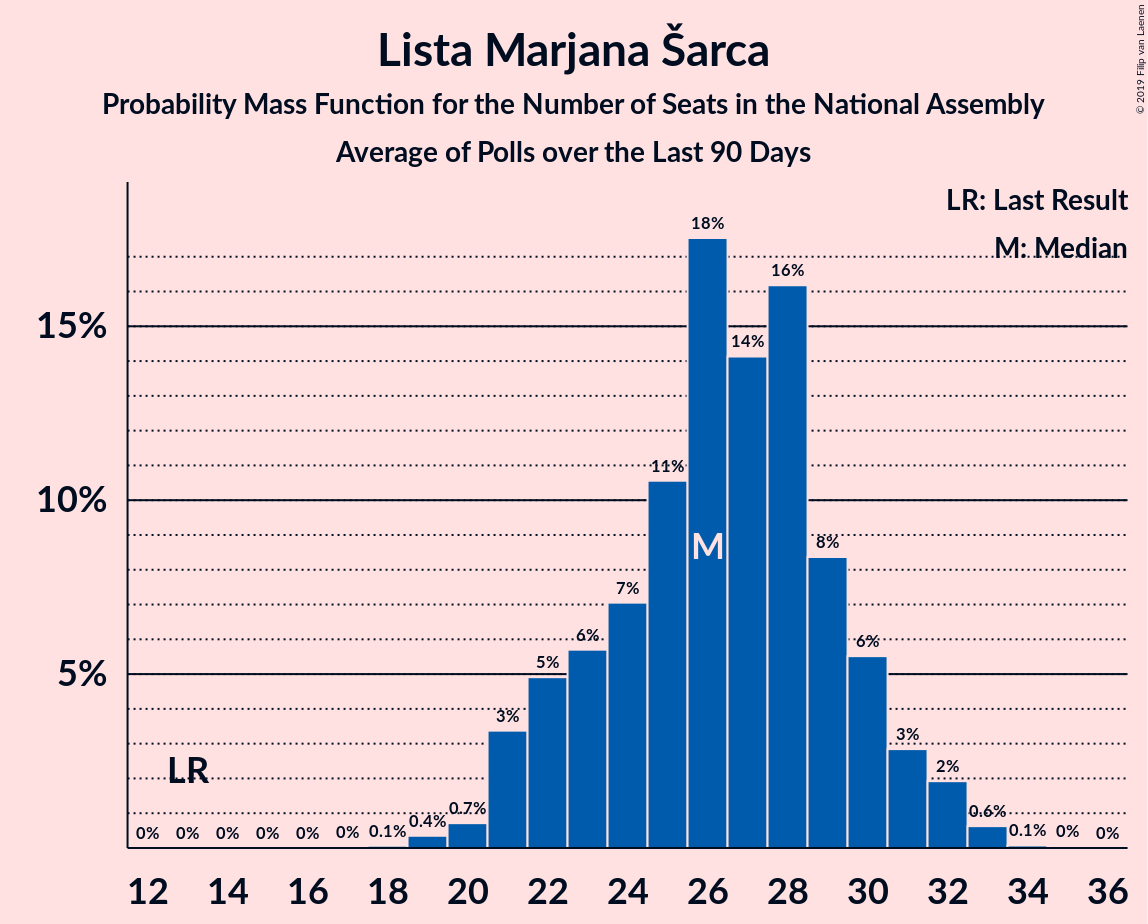 Lista Marjana Šarca
Probability Mass Function for the Number of Seats in the National Assembly
Average of Polls over the Last 90 Days
© 2019 Filip van Laenen
LR: Last Result
M: Median
15%
10%
5%
0% 0% 0% 0% 0% 0% 0.1% 0.4% 0.7% 3% 5% 6% 7% 11% 18% 14% 16% 8% 6% 3% 2% 0.6% 0.1% 0% 0%
M
LR
12 14 16 18 20 22 24 26 28 30 32 34 36